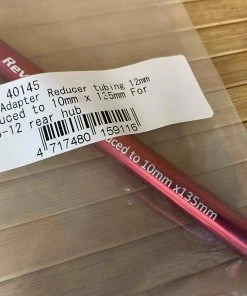 Rev
40145
Adapter Reducer tubing 12mm
uced to 10mm x 135mm For
-12 rear hub
4 717480 159116
uced to 10mm x135mm